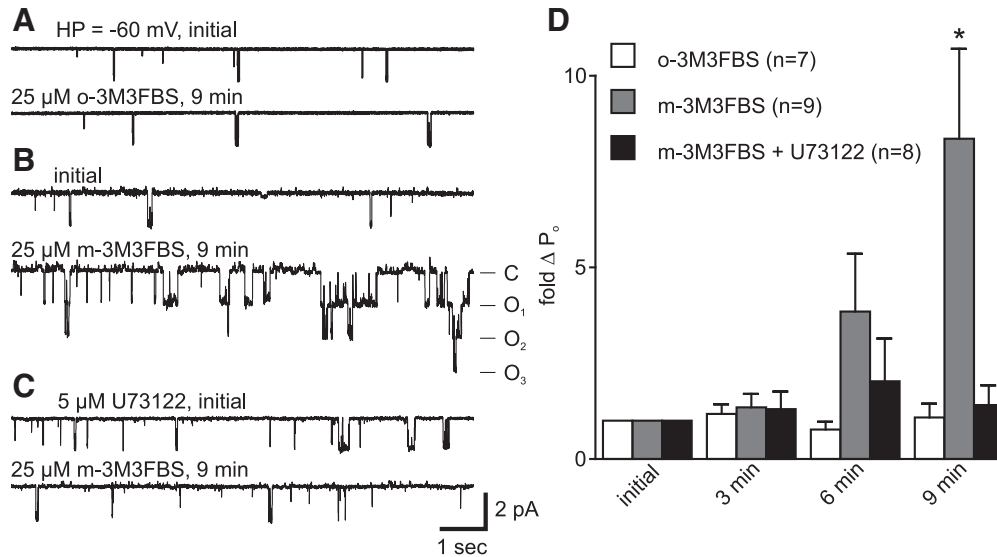 A
HP = -60 mV, initial
25 µM o-3M3FBS, 9 min
B
initial
25 µM m-3M3FBS, 9 min
C
O1
O2
O3
C
5 µM U73122, initial
25 µM m-3M3FBS, 9 min
2 pA
1 sec
D
*
o-3M3FBS (n=7)
m-3M3FBS (n=9)
m-3M3FBS + U73122 (n=8)
fold Δ Po
10
5
0
initial
3 min
6 min
9 min